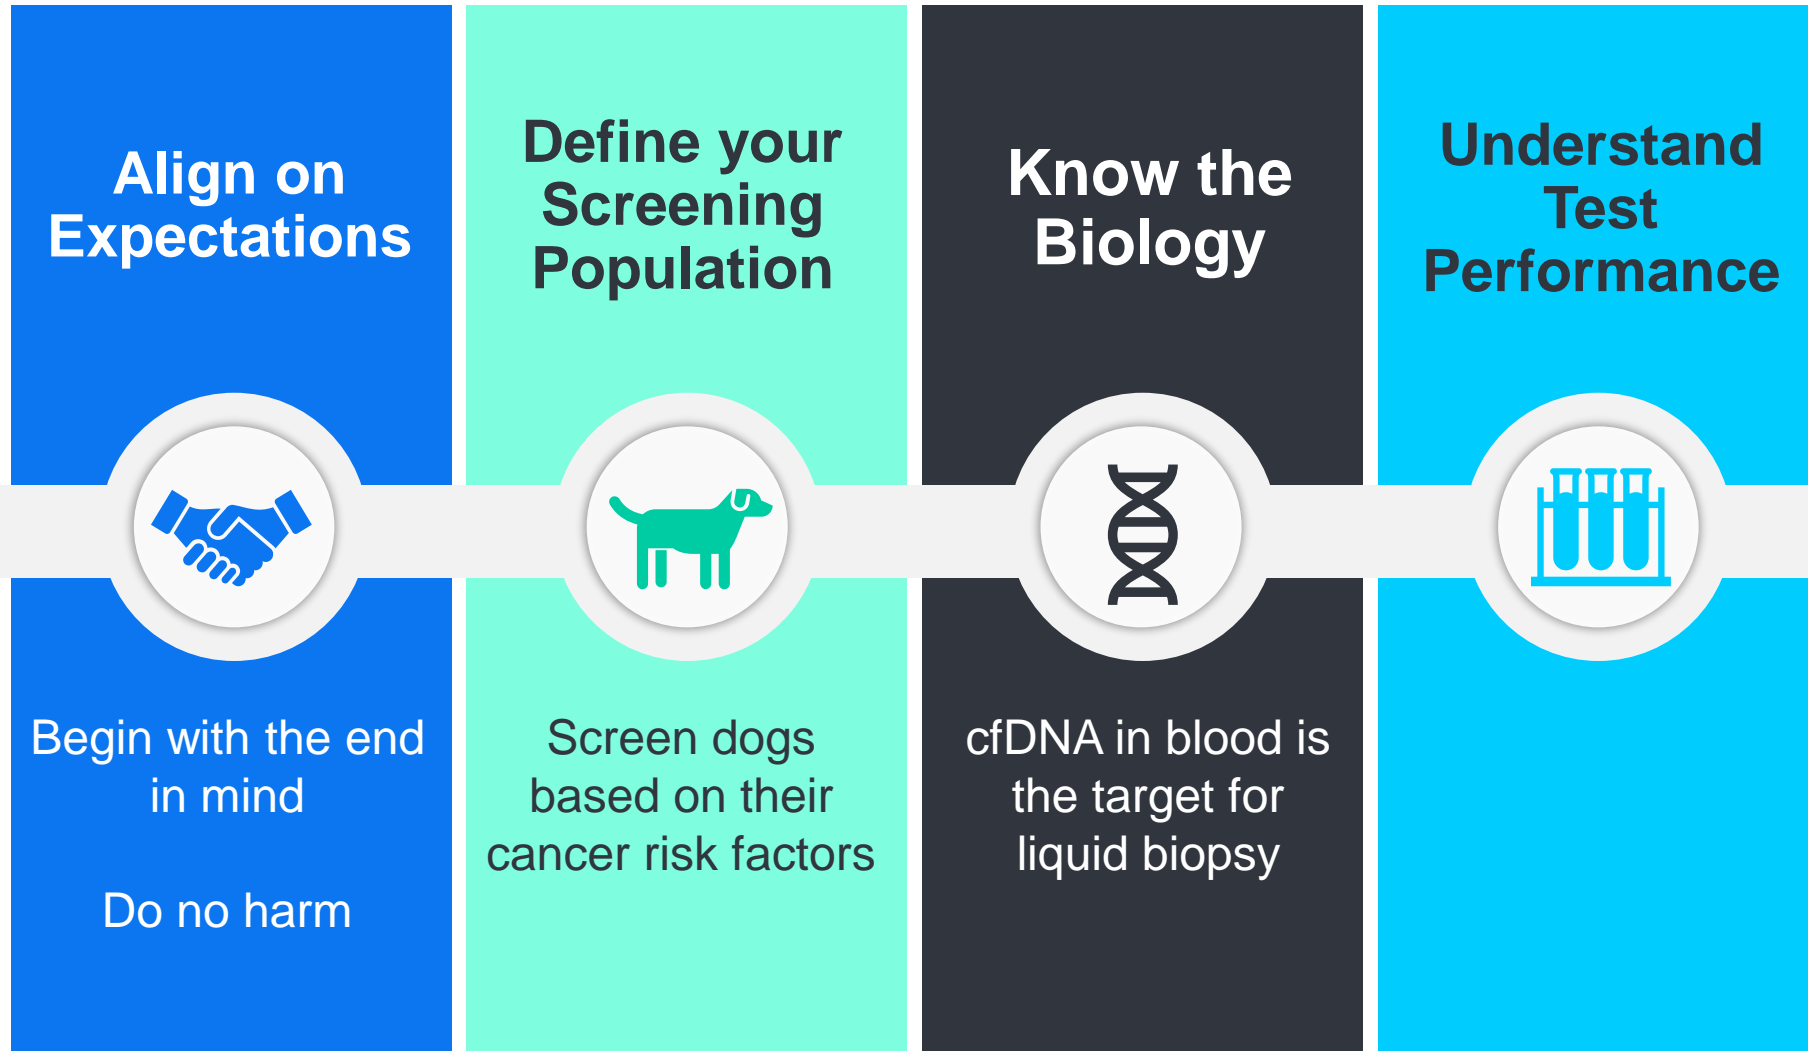 Align on
Expectations
Begin with the end
in mind
Do no harm
Define your
Screening
Population
Screen dogs
based on their
cancer risk factors
Know the
Biology
cfDNA in blood is
the target for
liquid biopsy
Understand
Test
Performance